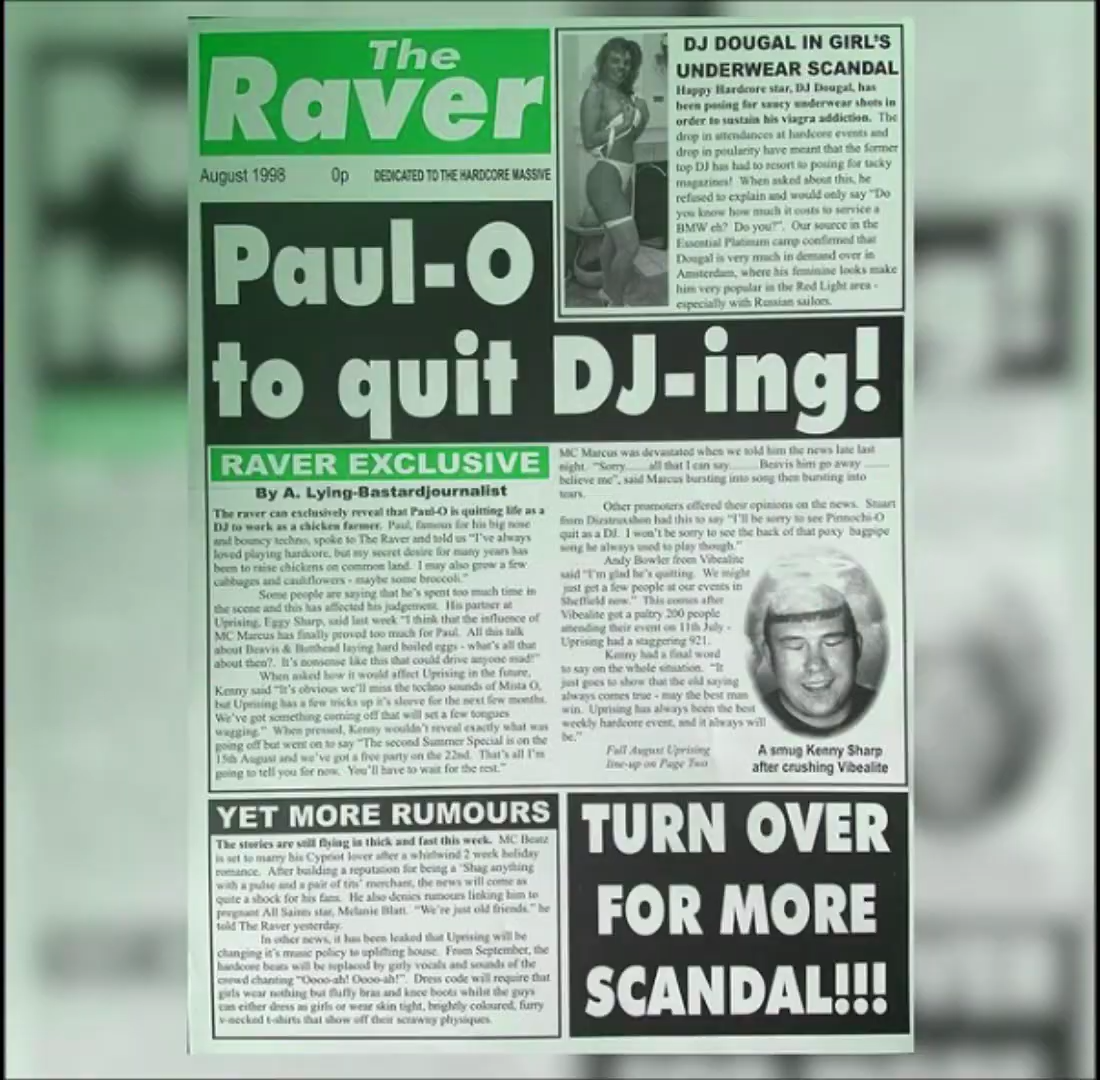 The
Raver
August 1998 0p DEDICATED TO THE HARDCORE MASSIVE
DJ DOUGAL IN GIRL'S
UNDERWEAR SCANDAL
Happy Hardcore star, DJ Dougal, has
been posing for saucy underwear shots in
order to sustain his viagra addiction. The
drop in attendances at hardcore events and
drop in poularity have meant that the former
top DJ has had to resort to posing for tacky
magazines! When asked about this, he
refused to explain and would only say "Do
you know how much it costs to service a
BMW eh? Do you?". Our source in the
Essential Platinum camp confirmed that
Dougal is very much in demand over in
Amsterdam, where his feminine looks make
him very popular in the Red Light area -
especially with Russian sailors.
Paul-O
to quit DJ-ing!
RAVER EXCLUSIVE
By A. Lying-Bastardjournalist
The raver can exclusively reveal that Paul-O is quitting life as a
DJ to work as a chicken farmer. Paul, famous for his big nose
and bouncy techno, spoke to The Raver and told us "I've always
loved playing hardcore, but my secret desire for many years has
been to raise chickens on common land. I may also grow a few
cabbages and cauliflowers - maybe some broccoli."
Some people are saying that he's spent too much time in
the scene and this has affected his judgement. His partner at
Uprising, Eggy Sharp, said last week "I think that the influence of
MC Marcus has finally proved too much for Paul. All this talk
about Beavis & Butthead laying hard boiled eggs - what's all that
about then?. It's nonsense like this that could drive anyone mad!"
When asked how it would affect Uprising in the future,
Kenny said "It's obvious we'll miss the techno sounds of Mista O,
but Uprising has a few tricks up it's sleeve for the next few months.
We've got something coming off that will set a few tongues
wagging." When pressed, Kenny wouldn't reveal exactly what was
going off but went on to say "The second Summer Special is on the
15th August and we've got a free party on the 22nd. That's all I'm
going to tell you for now. You'll have to wait for the rest."
MC Marcus was devastated when we told him the news late last
night. "Sorry...... all that I can say...... Beavis him go away ......
believe me", said Marcus bursting into song then bursting into
tears.
Other promoters offered their opinions on the news. Stuart
from Diestruxshon had this to say "I'll be sorry to see Pinnochi-O
quit as a DJ. I won't be sorry to see the back of that poxy bagpipe
song he always used to play though."
Andy Bowler from Vibealite
said "I'm glad he's quitting. We might
just get a few people at our events in
Sheffield now." This comes after
Vibealite got a paltry 200 people
attending their event on 11th July -
Uprising had a staggering 921.
Kenny had a final word
to say on the whole situation. "It
just goes to show that the old saying
always comes true - may the best man
win. Uprising has always been the best
weekly hardcore event, and it always will
be."
Full August Uprising
line-up on Page Two
A smug Kenny Sharp
after crushing Vibealite
YET MORE RUMOURS
The stories are still flying in thick and fast this week. MC Beanz
is set to marry his Cypriot lover after a whirlwind 2 week holiday
romance. After building a reputation for being a 'Shag anything
with a pulse and a pair of tits' merchant, the news will come as
quite a shock for his fans. He also denies rumours linking him to
pregnant All Saints star, Melanie Blatt. "We're just old friends." he
told The Raver yesterday.
In other news, it has been leaked that Uprising will be
changing it's music policy to uplifting house. From September, the
hardcore beats will be replaced by girly vocals and sounds of the
crowd chanting "Oooo-ah! Oooo-ah!". Dress code will require that
girls wear nothing but fluffy bras and knee boots whilst the guys
can either dress as girls or wear skin tight, brightly coloured, furry
v-necked t-shirts that show off their scrawny physiques.
TURN OVER
FOR MORE
SCANDAL!!!